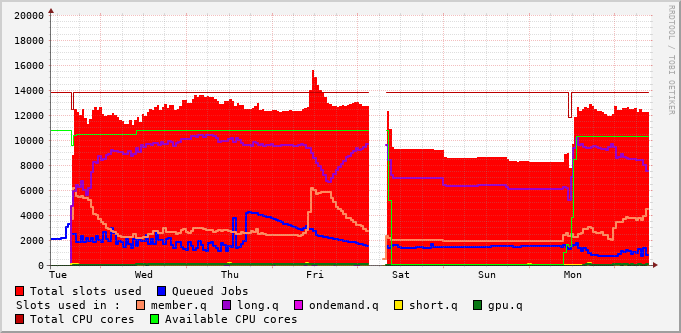 20000
18000
16000
14000
12000
10000
8000
6000
4000
2000
0
Tue Wed Thu Fri Sat Sun Mon
Total slots used Queued Jobs
Slots used in : member.q long.q ondemand.q short.q gpu.q
Total CPU cores Available CPU cores
RRDTOOL / TOBI OETIKER